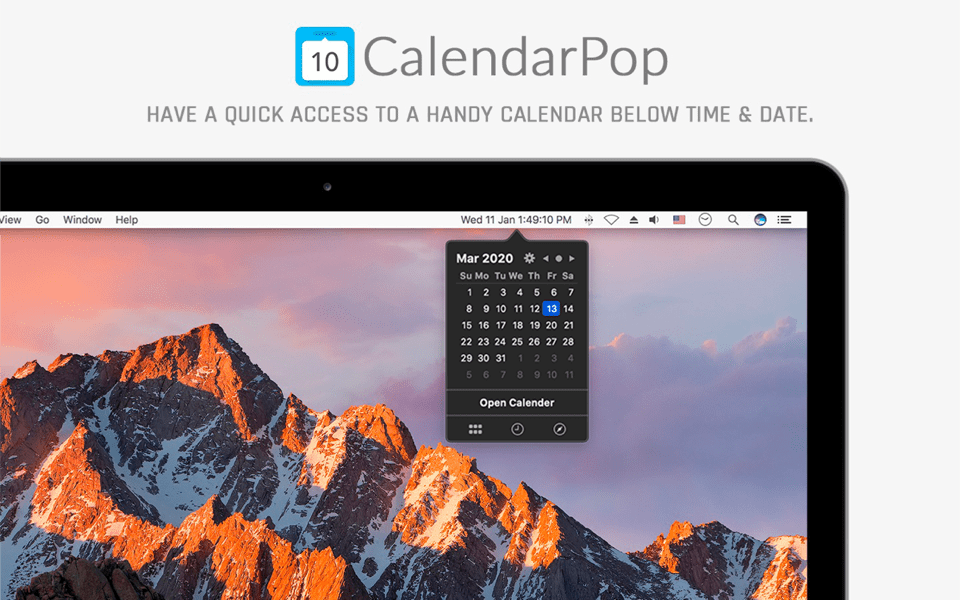 10 CalendarPop
HAVE A QUICK ACCESS TO A HANDY CALENDAR BELOW TIME & DATE.
View Go Window Help Wed 11 Jan 1:49:10 PM
Mar 2020
Su Mo Tu We Th Fr Sa
1 2 3 4 5 6 7
8 9 10 11 12 13 14
15 16 17 18 19 20 21
22 23 24 25 26 27 28
29 30 31 1 2 3 4
5 6 7 8 9 10 11
Open Calender